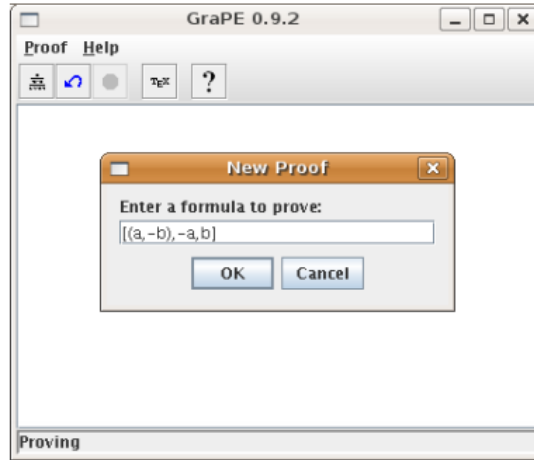 GraPE 0.9.2
Proof Help
TEX ?
New Proof
Enter a formula to prove:
[(a,-b),-a,b]
OK Cancel
Proving